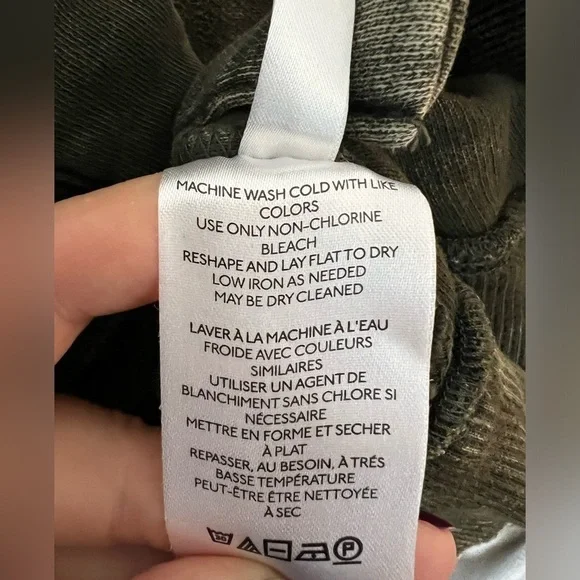 MACHINE WASH COLD WITH LIKE
COLORS
USE ONLY NON-CHLORINE
BLEACH
RESHAPE AND LAY FLAT TO DRY
LOW IRON AS NEEDED
MAY BE DRY CLEANED
LAVER À LA MACHINE À L'EAU
FROIDE AVEC COULEURS
SIMILAIRES
UTILISER UN AGENT DE
BLANCHIMENT SANS CHLORE SI
NÉCESSAIRE
METTRE EN FORME ET SECHER
À PLAT
REPASSER, AU BESOIN, À TRÉS
BASSE TEMPÉRATURE
PEUT-ÊTRE ÊTRE NETTOYÉE
À SEC
30 P